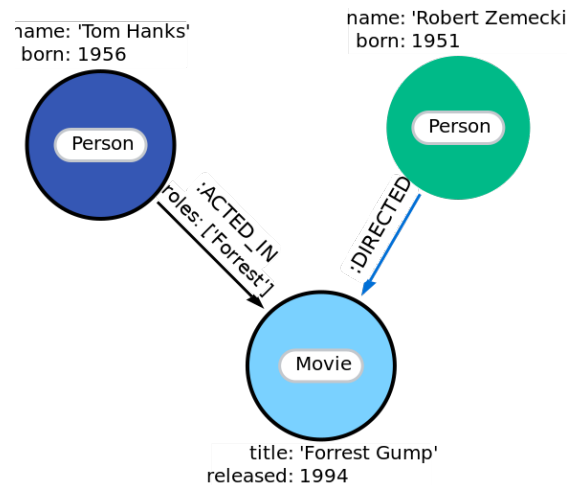 name: 'Tom Hanks'
born: 1956
name: 'Robert Zemecki
born: 1951
Person
Person
:ACTED_IN
roles: ['Forrest']
:DIRECTED
Movie
title: 'Forrest Gump'
released: 1994